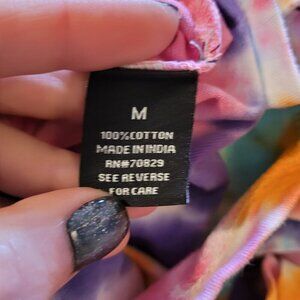 M
100% COTTON
MADE IN INDIA
RN#70829
SEE REVERSE
FOR CARE